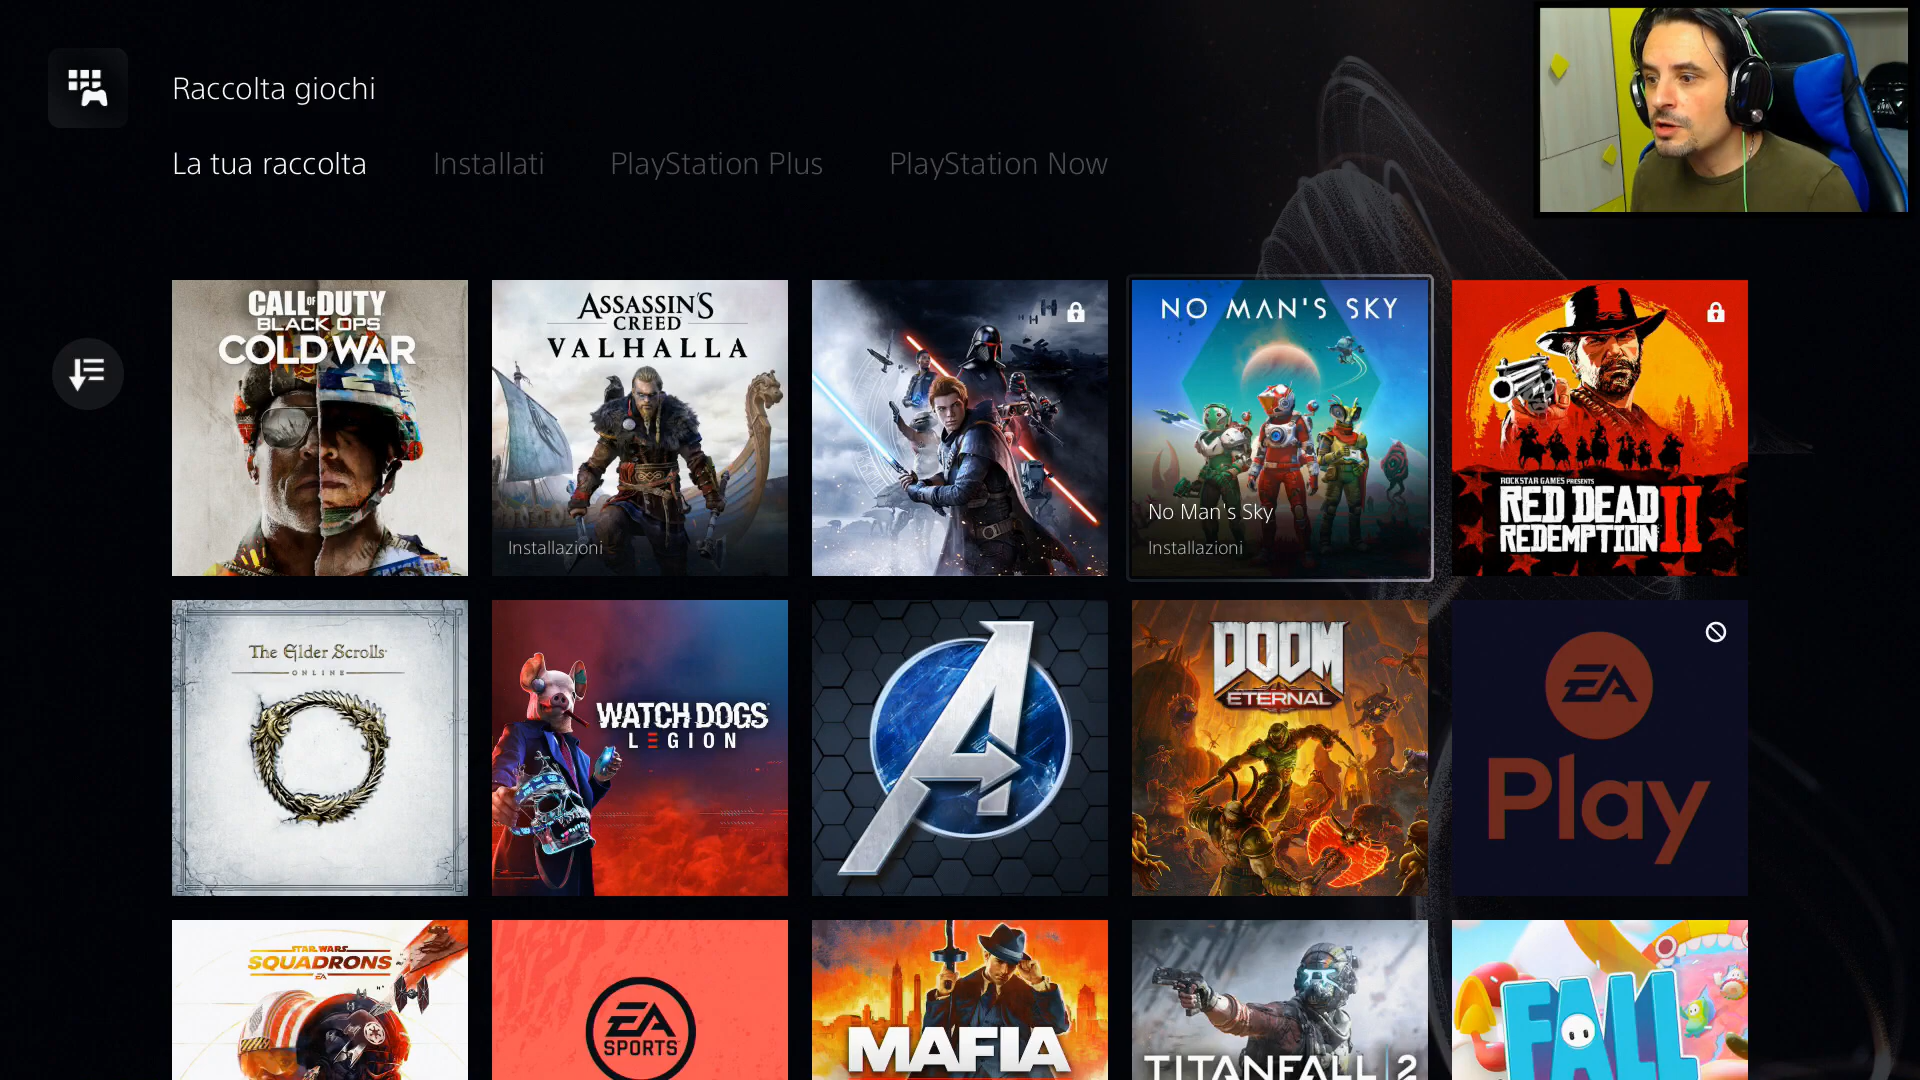 Raccolta giochi
La tua raccolta
Installati
PlayStation Plus
PlayStation Now
CALL OF DUTY
BLACK OPS
COLD WAR
ASSASSIN'S
CREED
VALHALLA
Installazioni
NO MAN'S SKY
No Man's Sky
Installazioni
ROCKSTAR GAMES PRESENTS
RED DEAD
REDEMPTION II
The Elder Scrolls
ONLINE
WATCH DOGS
LEGION
A
DOOM
ETERNAL
EA
Play
STAR WARS
SQUADRONS
EA
EA
SPORTS
MAFIA
TITANFALL 2
FALL